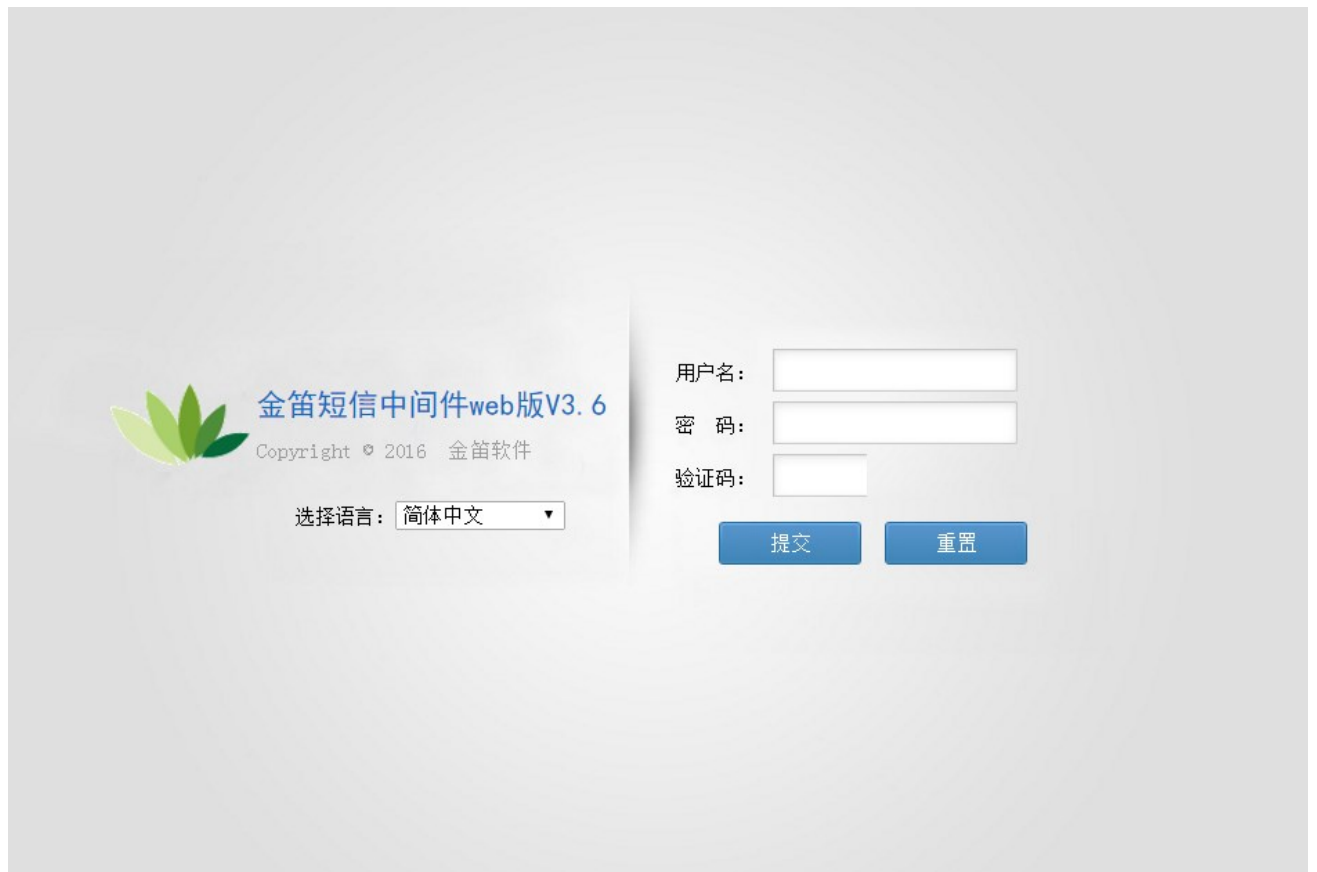 金笛短信中间件web版V3.6
Copyright © 2016 金笛软件
选择语言：简体中文
用户名：
密 码：
验证码：
提交 重置